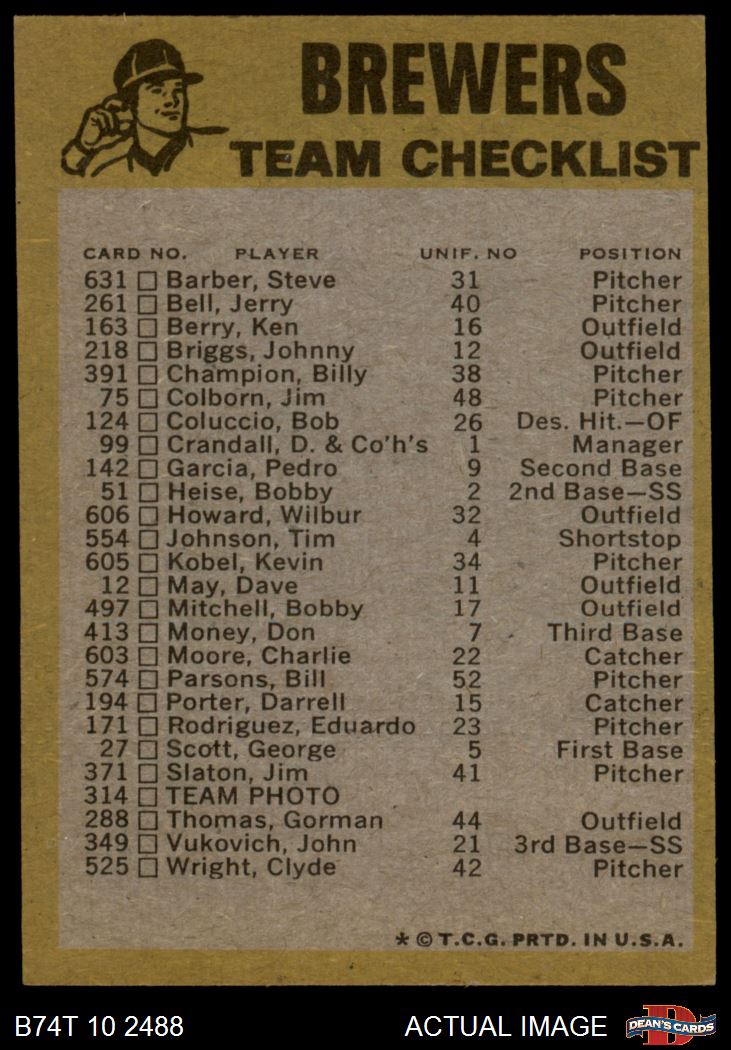 BREWERS
TEAM CHECKLIST
CARD NO. PLAYER UNIF. NO POSITION
631 Barber, Steve 31 Pitcher
261 Bell, Jerry 40 Pitcher
163 Berry, Ken 16 Outfield
218 Briggs, Johnny 12 Outfield
391 Champion, Billy 38 Pitcher
75 Colborn, Jim 48 Pitcher
124 Coluccio, Bob 26 Des. Hit.—OF
99 Crandall, D. & Co'h's 1 Manager
142 Garcia, Pedro 9 Second Base
51 Heise, Bobby 2 2nd Base—SS
606 Howard, Wilbur 32 Outfield
554 Johnson, Tim 4 Shortstop
605 Kobel, Kevin 34 Pitcher
12 May, Dave 11 Outfield
497 Mitchell, Bobby 17 Outfield
413 Money, Don 7 Third Base
603 Moore, Charlie 22 Catcher
574 Parsons, Bill 52 Pitcher
194 Porter, Darrell 15 Catcher
171 Rodriguez, Eduardo 23 Pitcher
27 Scott, George 5 First Base
371 Slaton, Jim 41 Pitcher
314 TEAM PHOTO
288 Thomas, Gorman 44 Outfield
349 Vukovich, John 21 3rd Base—SS
525 Wright, Clyde 42 Pitcher
* © T.C.G. PRTD. IN U.S.A.
B74T 10 2488 ACTUAL IMAGE DEAN'S CARDS